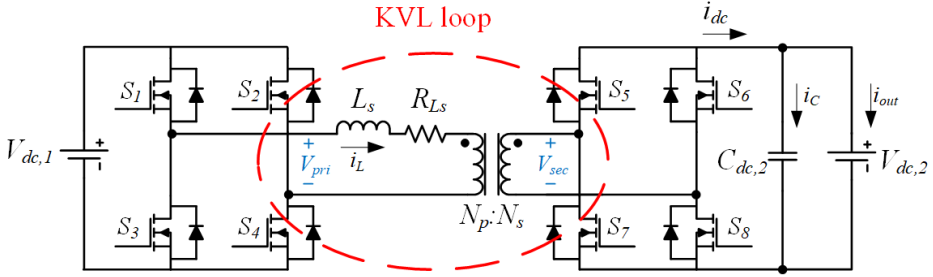 KVL loop
i_dc
S_1
S_2
L_s
R_Ls
S_5
S_6
i_C
i_out
V_dc,1
+
−
+
V_pri
−
i_L
+
V_sec
−
C_dc,2
+
−
V_dc,2
S_3
S_4
N_p:N_s
S_7
S_8